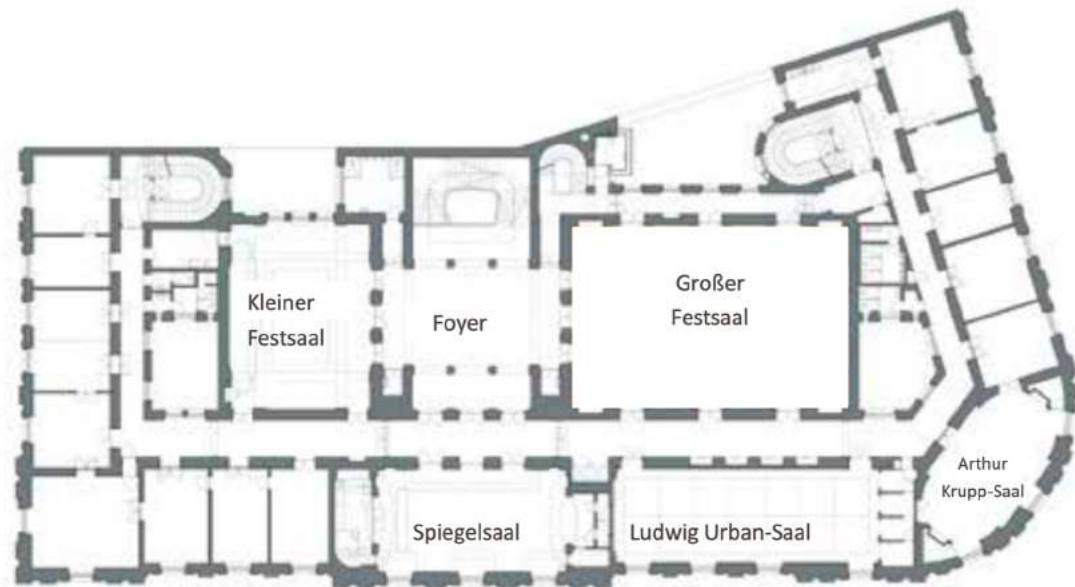 Kleiner
Festsaal
Foyer
Großer
Festsaal
Spiegelsaal
Ludwig Urban-Saal
Arthur
Krupp-Saal